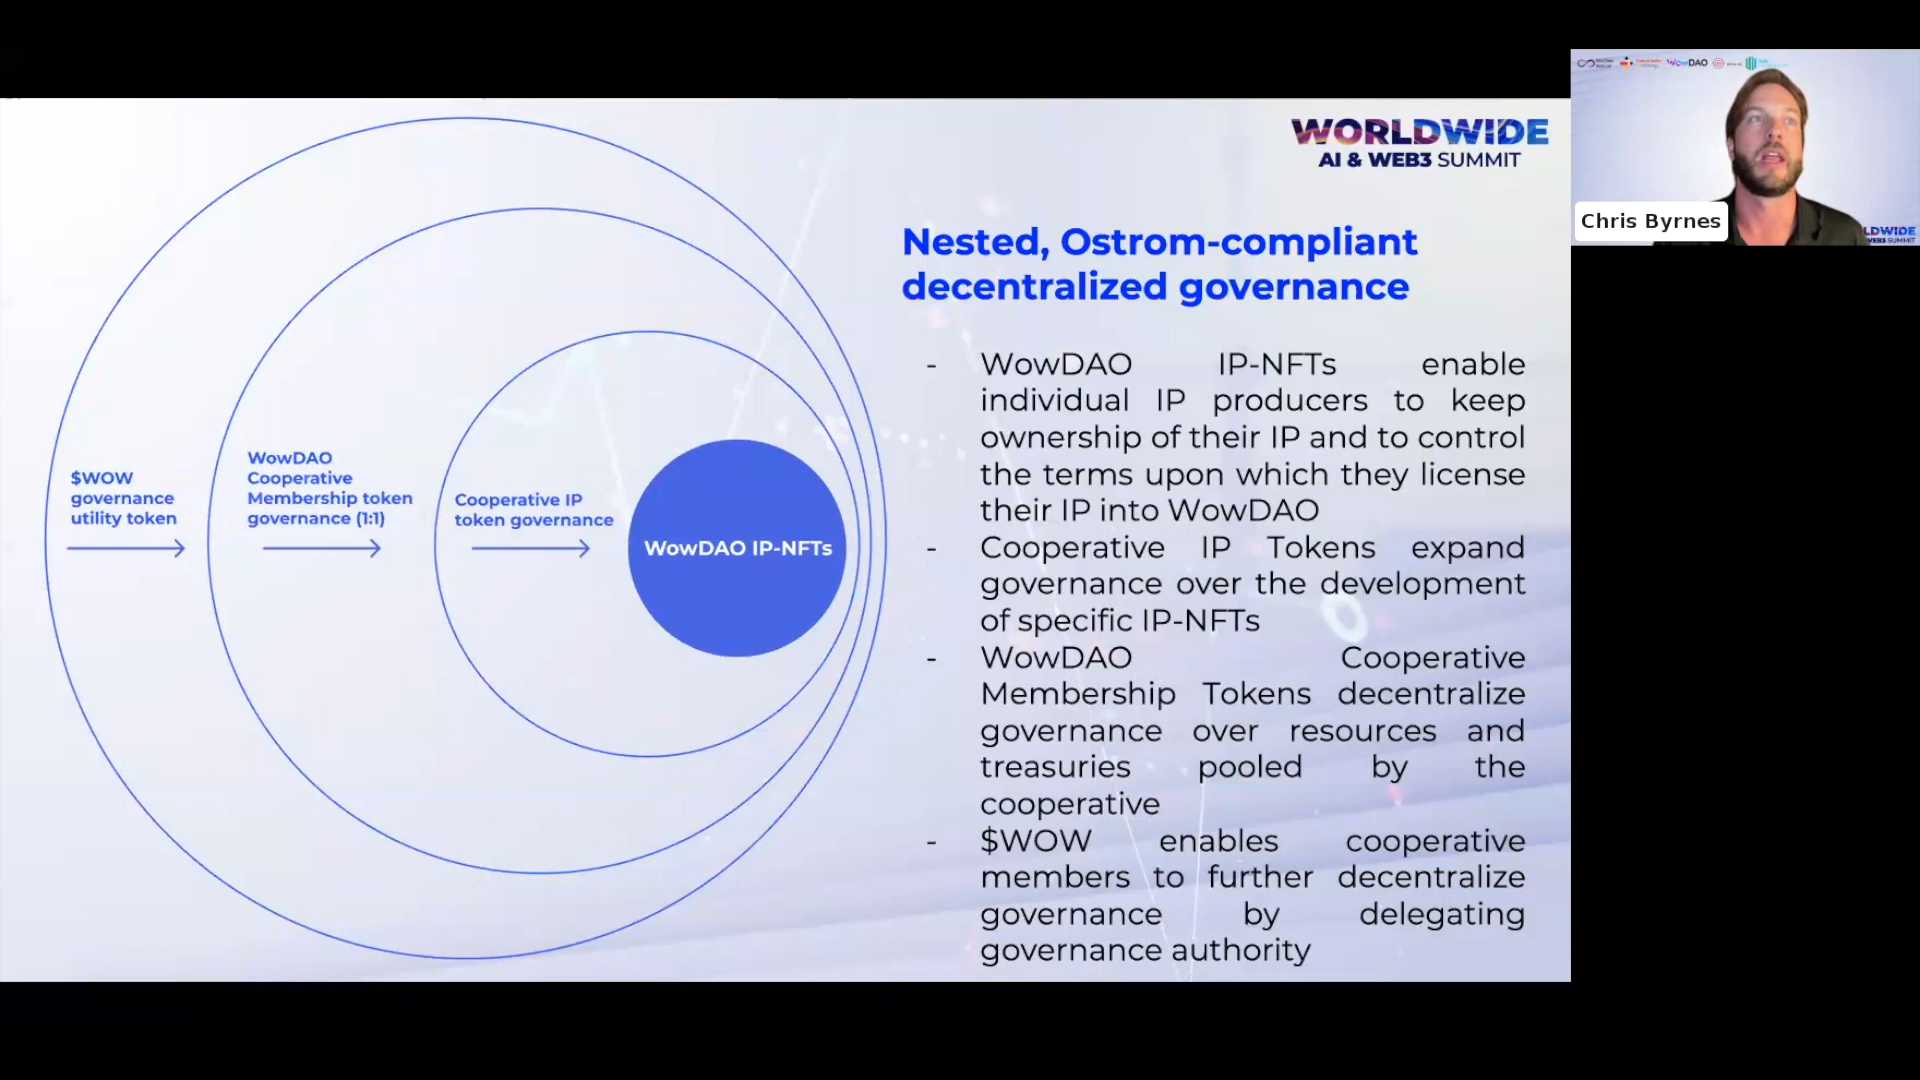 WORLDWIDE
AI & WEB3 SUMMIT
Nested, Ostrom-compliant
decentralized governance
- WowDAO IP-NFTs enable
individual IP producers to keep
ownership of their IP and to control
the terms upon which they license
their IP into WowDAO
- Cooperative IP Tokens expand
governance over the development
of specific IP-NFTs
- WowDAO Cooperative
Membership Tokens decentralize
governance over resources and
treasuries pooled by the
cooperative
- $WOW enables cooperative
members to further decentralize
governance by delegating
governance authority
$WOW
governance
utility token
WowDAO
Cooperative
Membership token
governance (1:1)
Cooperative IP
token governance
WowDAO IP-NFTs
WowDAO
Chris Byrnes
LDWIDE
WEB3 SUMMIT